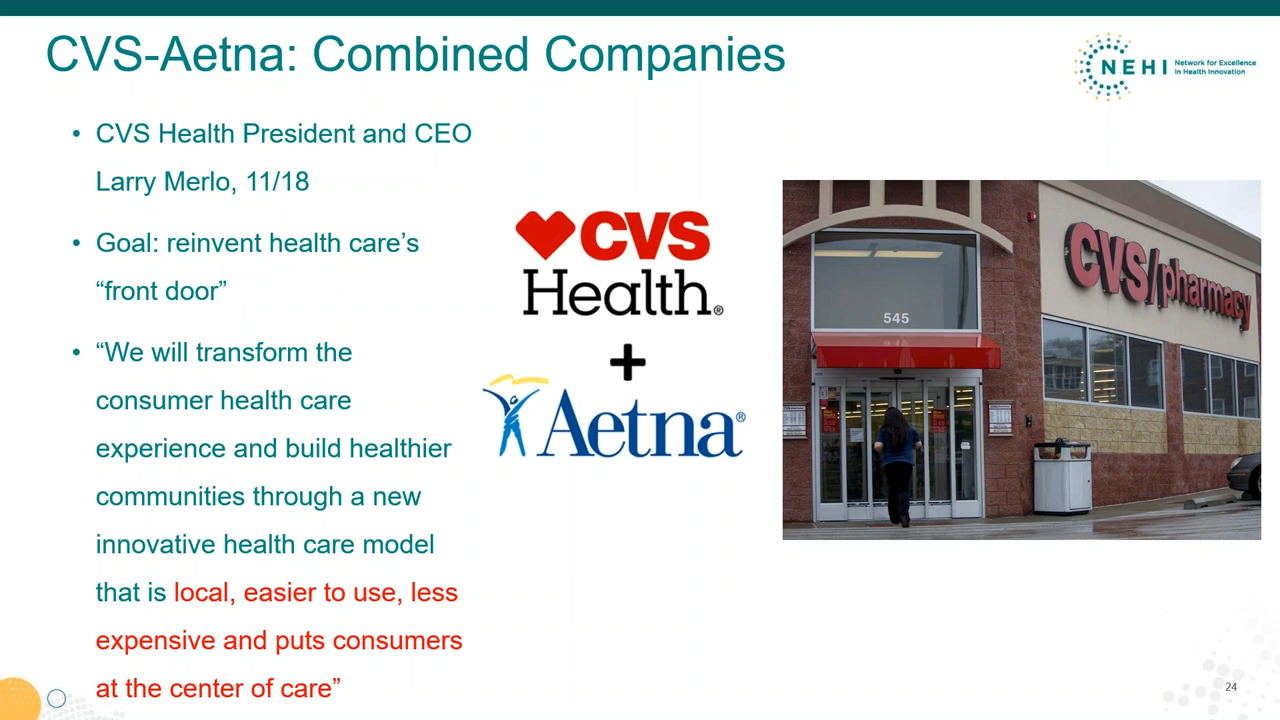 CVS-Aetna: Combined Companies
NEHI
Network for Excellence
in Health Innovation
• CVS Health President and CEO
Larry Merlo, 11/18
• Goal: reinvent health care’s
“front door”
• “We will transform the
consumer health care
experience and build healthier
communities through a new
innovative health care model
that is local, easier to use, less
expensive and puts consumers
at the center of care”
CVS
Health®
+
Aetna®
CVS/pharmacy
545
24